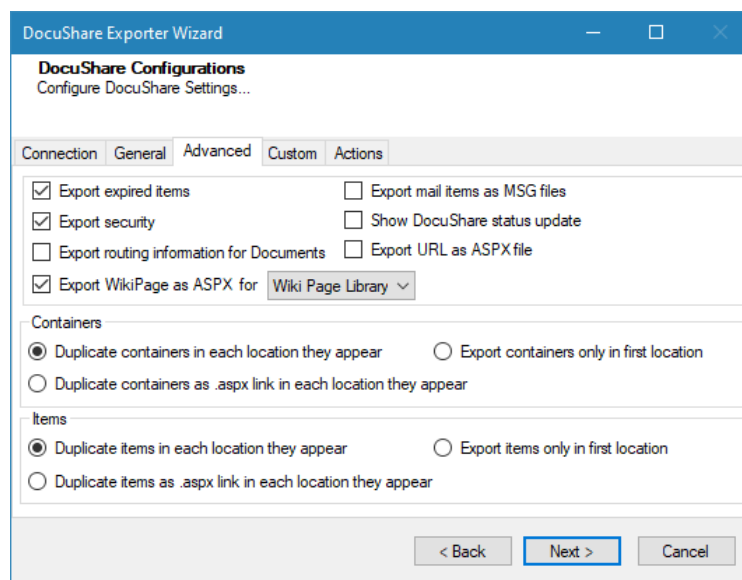 DocuShare Exporter Wizard
DocuShare Configurations
Configure DocuShare Settings...
Connection General Advanced Custom Actions
Export expired items Export mail items as MSG files
Export security Show DocuShare status update
Export routing information for Documents Export URL as ASPX file
Export WikiPage as ASPX for Wiki Page Library
Containers
Duplicate containers in each location they appear Export containers only in first location
Duplicate containers as .aspx link in each location they appear
Items
Duplicate items in each location they appear Export items only in first location
Duplicate items as .aspx link in each location they appear
< Back Next > Cancel